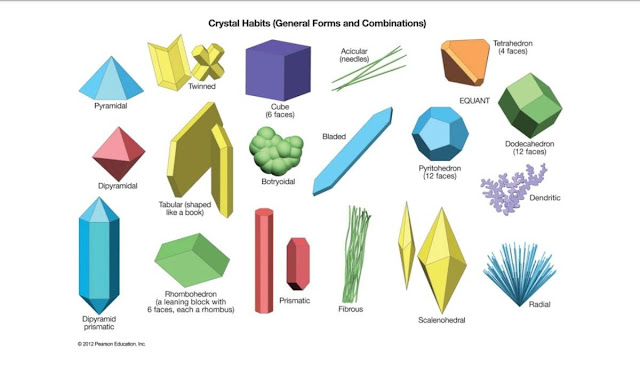 Crystal Habits (General Forms and Combinations)
Pyramidal
Twinned
Cube
(6 faces)
Acicular
(needles)
Tetrahedron
(4 faces)
EQUANT
Dipyramidal
Tabular (shaped
like a book)
Botryoidal
Bladed
Pyritohedron
(12 faces)
Dodecahedron
(12 faces)
Dendritic
Dipyramid
prismatic
Rhombohedron
(a leaning block with
6 faces, each a rhombus)
Prismatic
Fibrous
Scalenohedral
Radial
© 2012 Pearson Education, Inc.